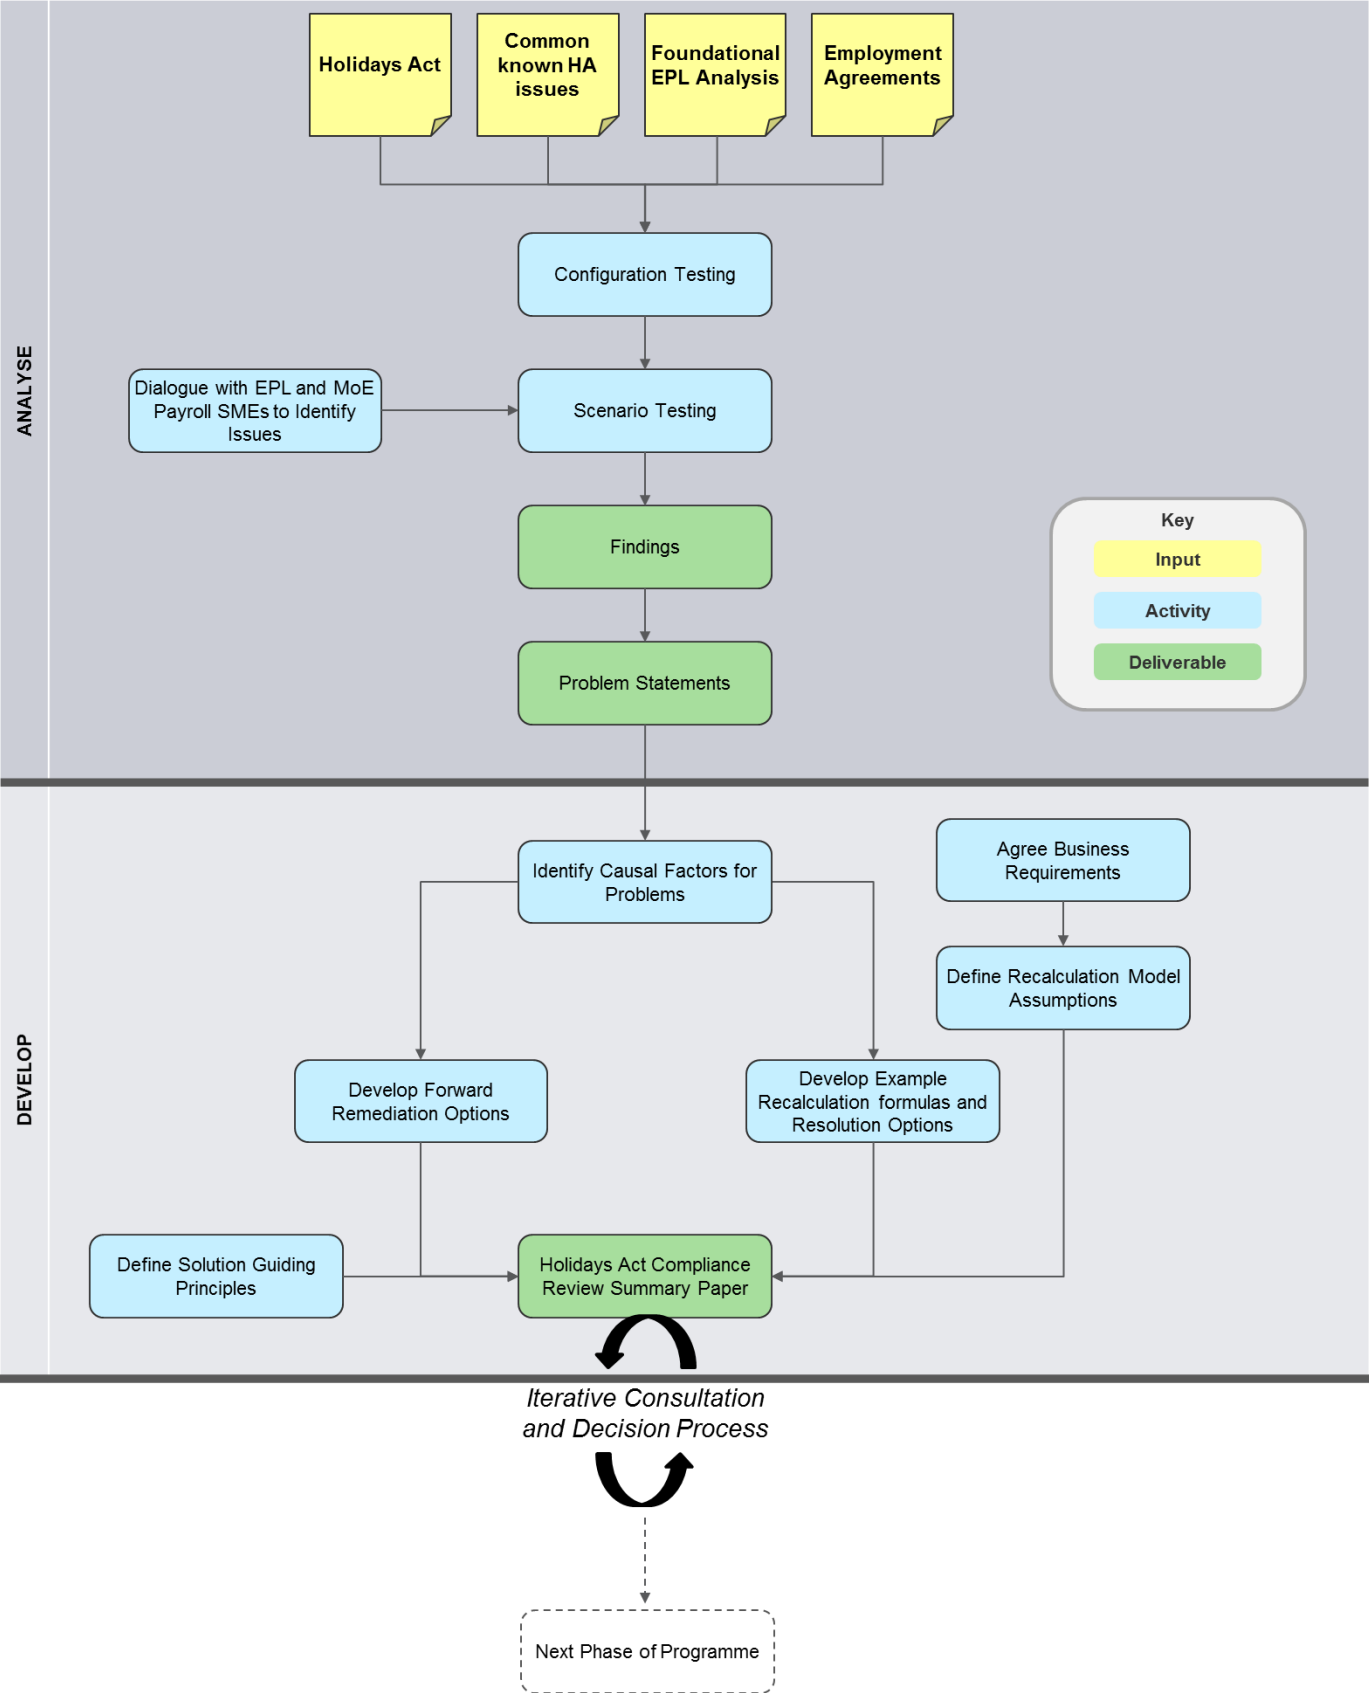 Holidays Act
Common
known HA
issues
Foundational
EPL Analysis
Employment
Agreements
Configuration Testing
ANALYSE
Dialogue with EPL and MoE
Payroll SMEs to Identify
Issues
Scenario Testing
Findings
Problem Statements
Key
Input
Activity
Deliverable
DEVELOP
Identify Causal Factors for
Problems
Agree Business
Requirements
Define Recalculation Model
Assumptions
Develop Forward
Remediation Options
Develop Example
Recalculation formulas and
Resolution Options
Define Solution Guiding
Principles
Holidays Act Compliance
Review Summary Paper
Iterative Consultation
and Decision Process
Next Phase of Programme